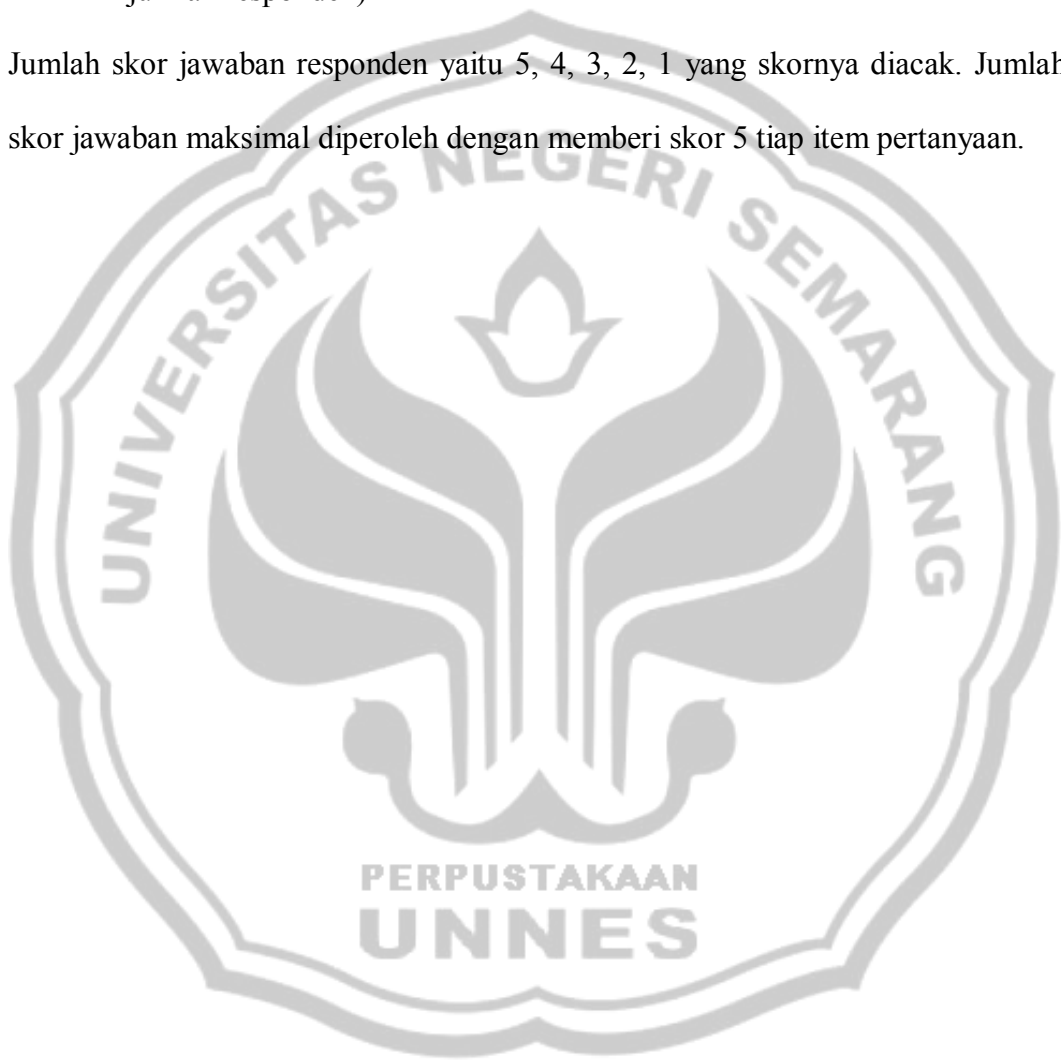 Jumlah skor jawaban responden yaitu 5, 4, 3, 2, 1 yang skornya diacak. Jumlah
skor jawaban maksimal diperoleh dengan memberi skor 5 tiap item pertanyaan.
UNIVERSITAS NEGERI SEMARANG
PERPUSTAKAAN
UNNES